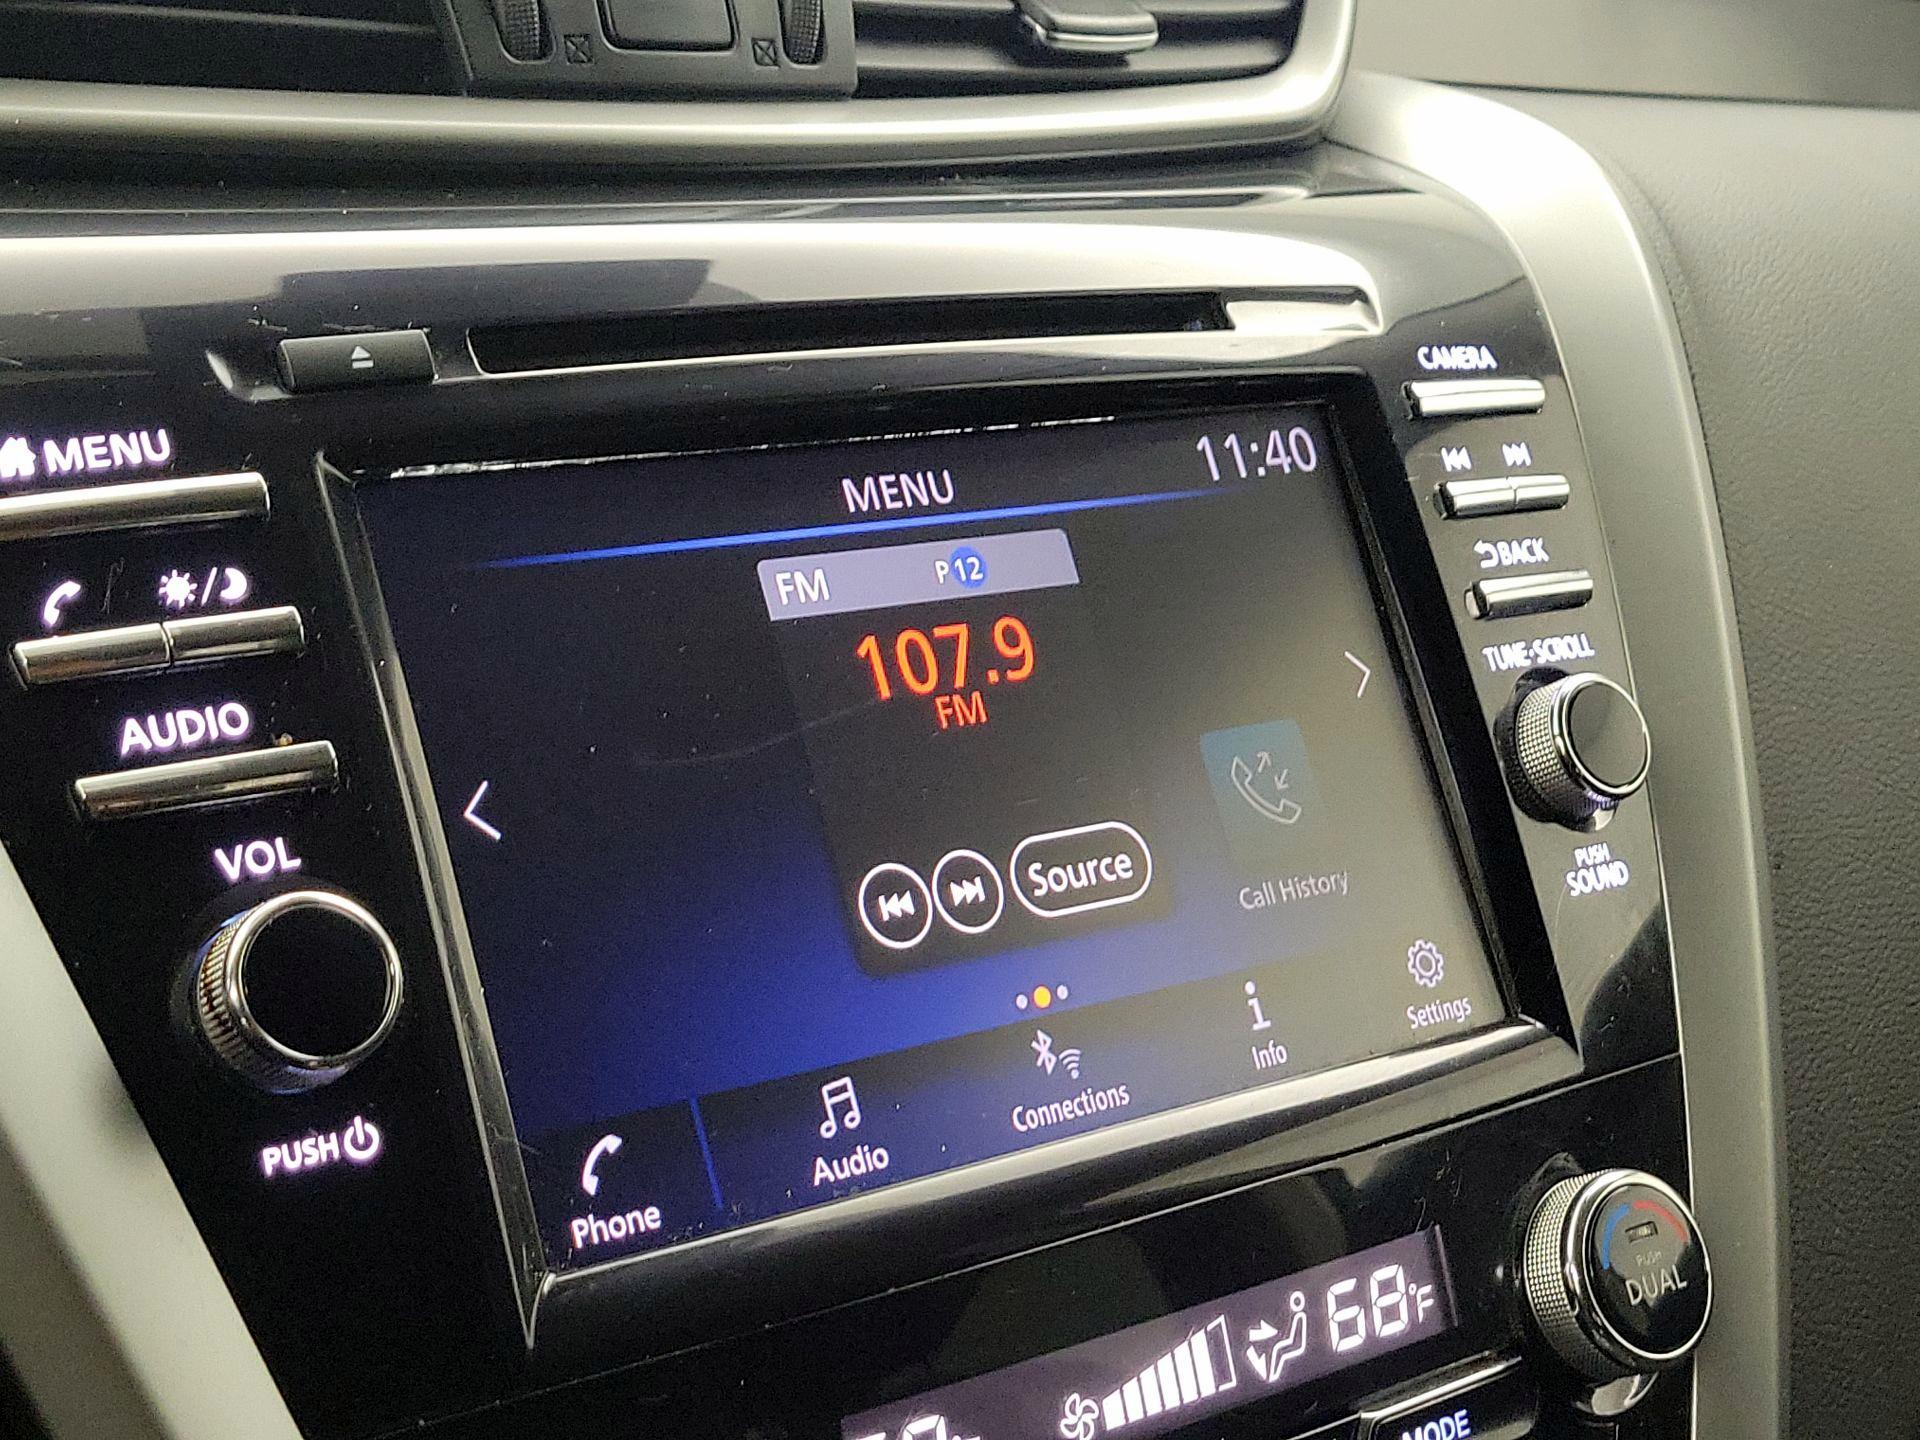 CAMERA
MENU
11:40
MENU
BACK
FM P12
107.9
FM
TUNE·SCROLL
AUDIO
VOL
Source
Call History
PUSH
SOUND
Settings
Info
Connections
Audio
PUSH
Phone
PUSH
DUAL
68°F
MODE